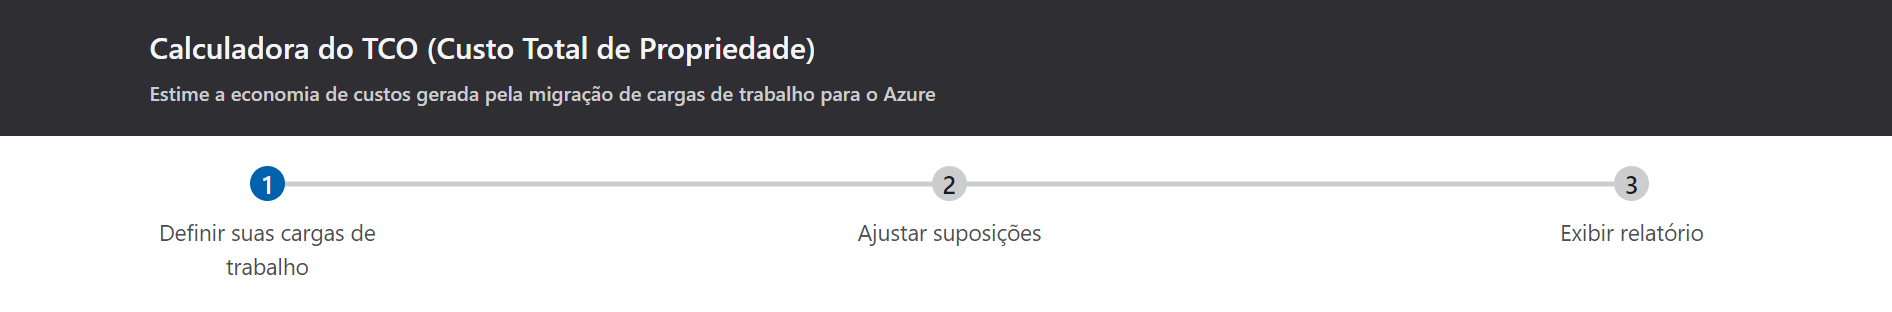 Calculadora do TCO (Custo Total de Propriedade)
Estime a economia de custos gerada pela migração de cargas de trabalho para o Azure
1
2
3
Definir suas cargas de
trabalho
Ajustar suposições
Exibir relatório